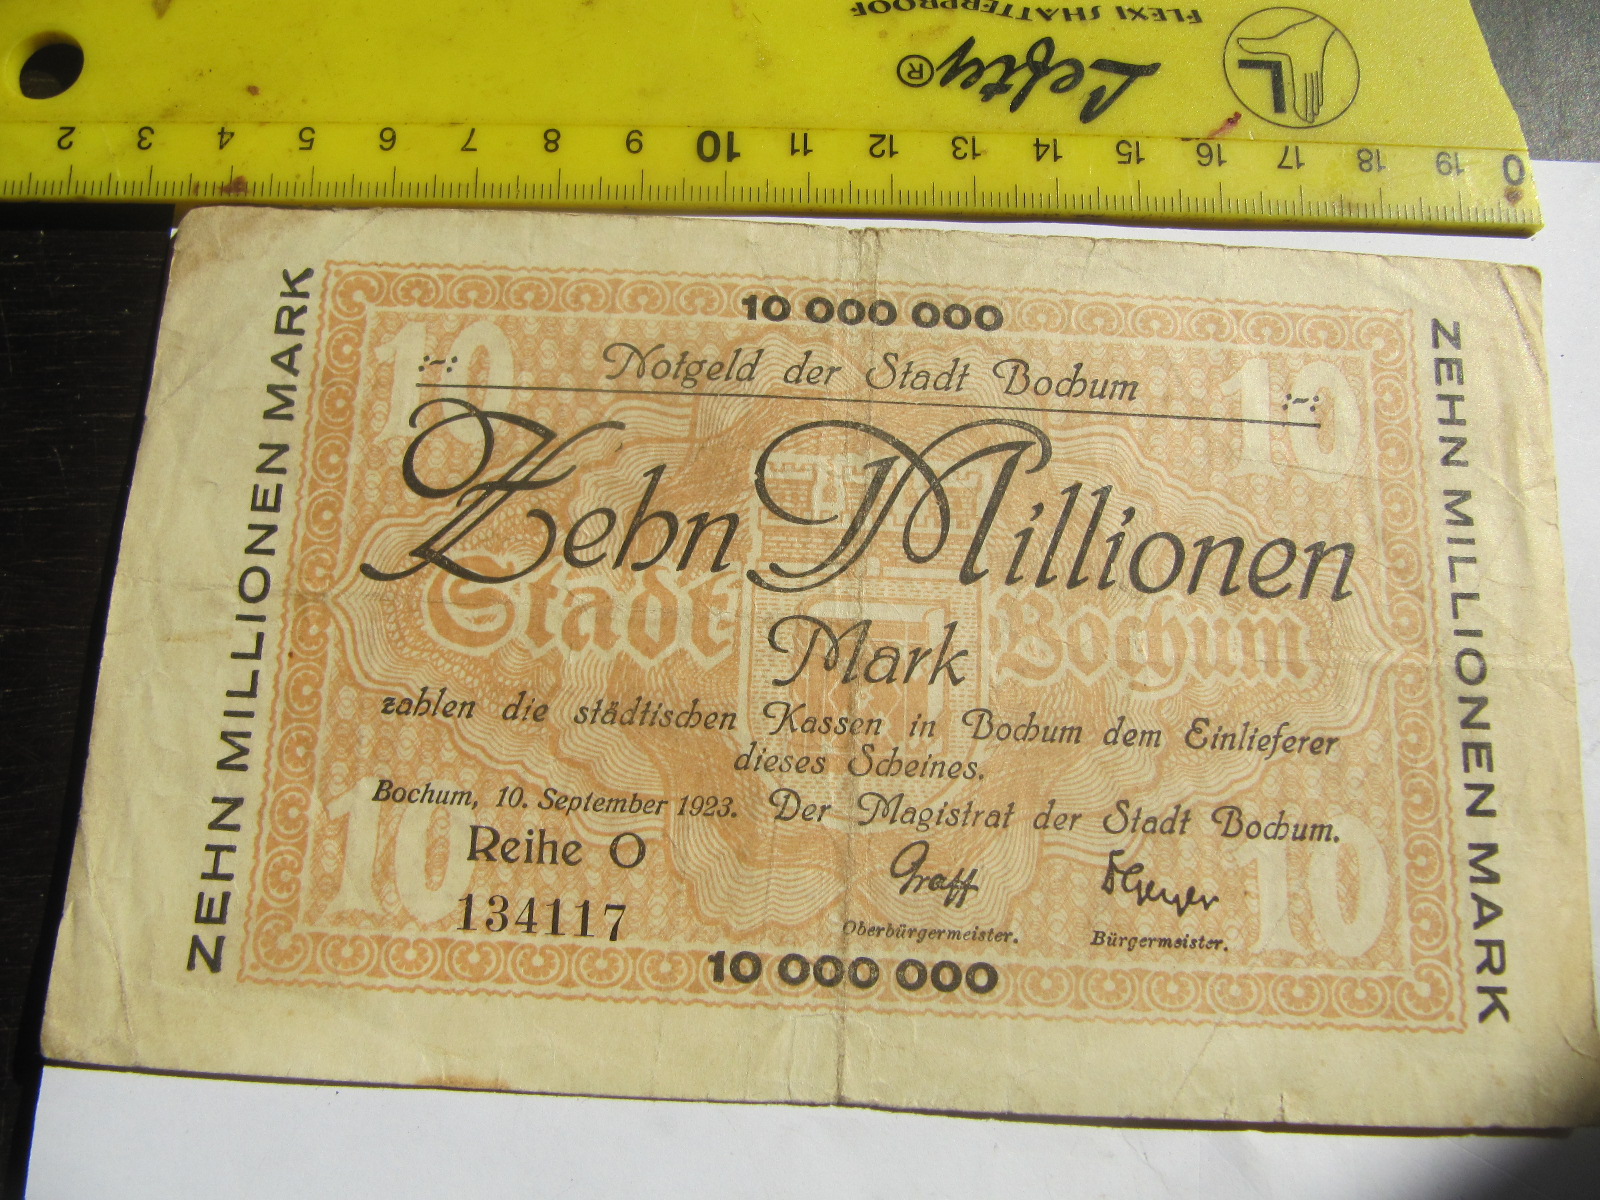 FLEXI SHATTERPROOF
Lefty®
L
2 3 4 5 6 7 8 9 10 11 12 13 14 15 16 17 18 19 0
10 000 000
10 10
:-: Notgeld der Stadt Bochum :-:
Zehn Millionen
Stadt Bochum
Mark
zahlen die städtischen Kassen in Bochum dem Einlieferer
dieses Scheines.
Bochum, 10. September 1923. Der Magistrat der Stadt Bochum.
Reihe O
Graff
134117
Oberbürgermeister. Bürgermeister.
10 10
10 000 000
ZEHN MILLIONEN MARK
ZEHN MILLIONEN MARK